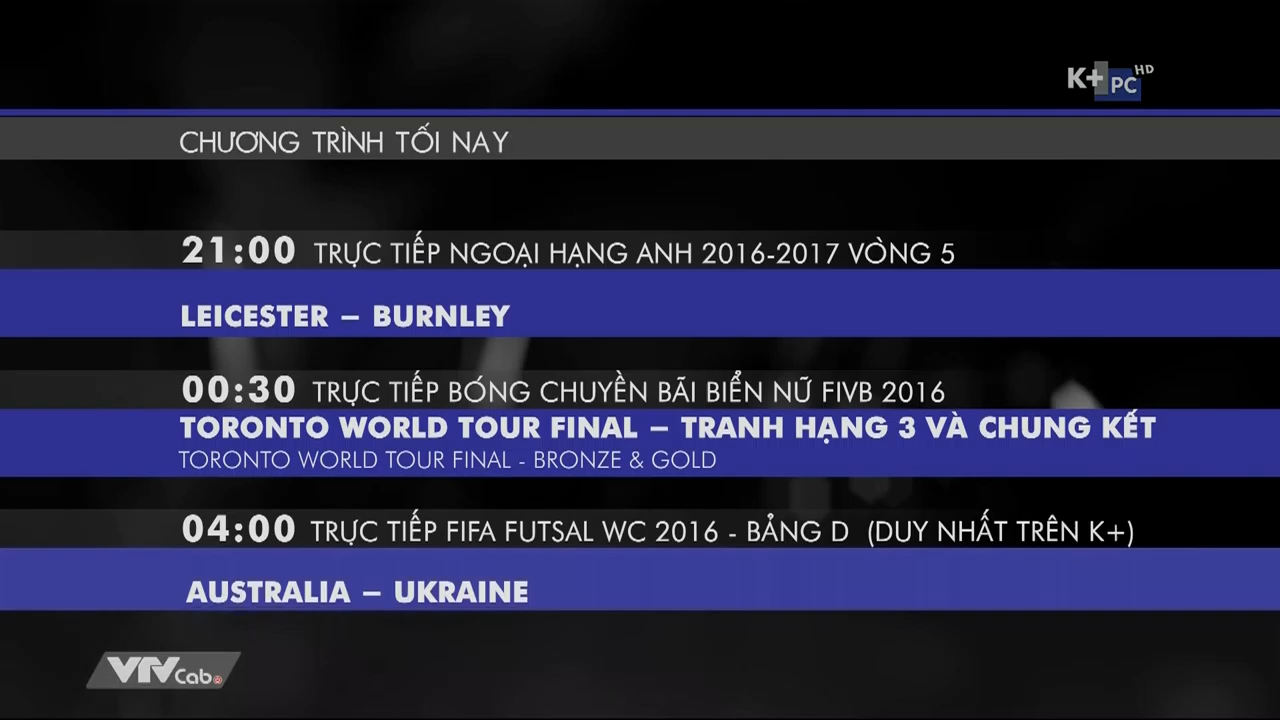 K+ PC HD
CHƯƠNG TRÌNH TỐI NAY
21:00 TRỰC TIẾP NGOẠI HẠNG ANH 2016-2017 VÒNG 5
LEICESTER – BURNLEY
00:30 TRỰC TIẾP BÓNG CHUYỀN BÃI BIỂN NỮ FIVB 2016
TORONTO WORLD TOUR FINAL – TRANH HẠNG 3 VÀ CHUNG KẾT
TORONTO WORLD TOUR FINAL - BRONZE & GOLD
04:00 TRỰC TIẾP FIFA FUTSAL WC 2016 - BẢNG D (DUY NHẤT TRÊN K+)
AUSTRALIA – UKRAINE
VTV Cab